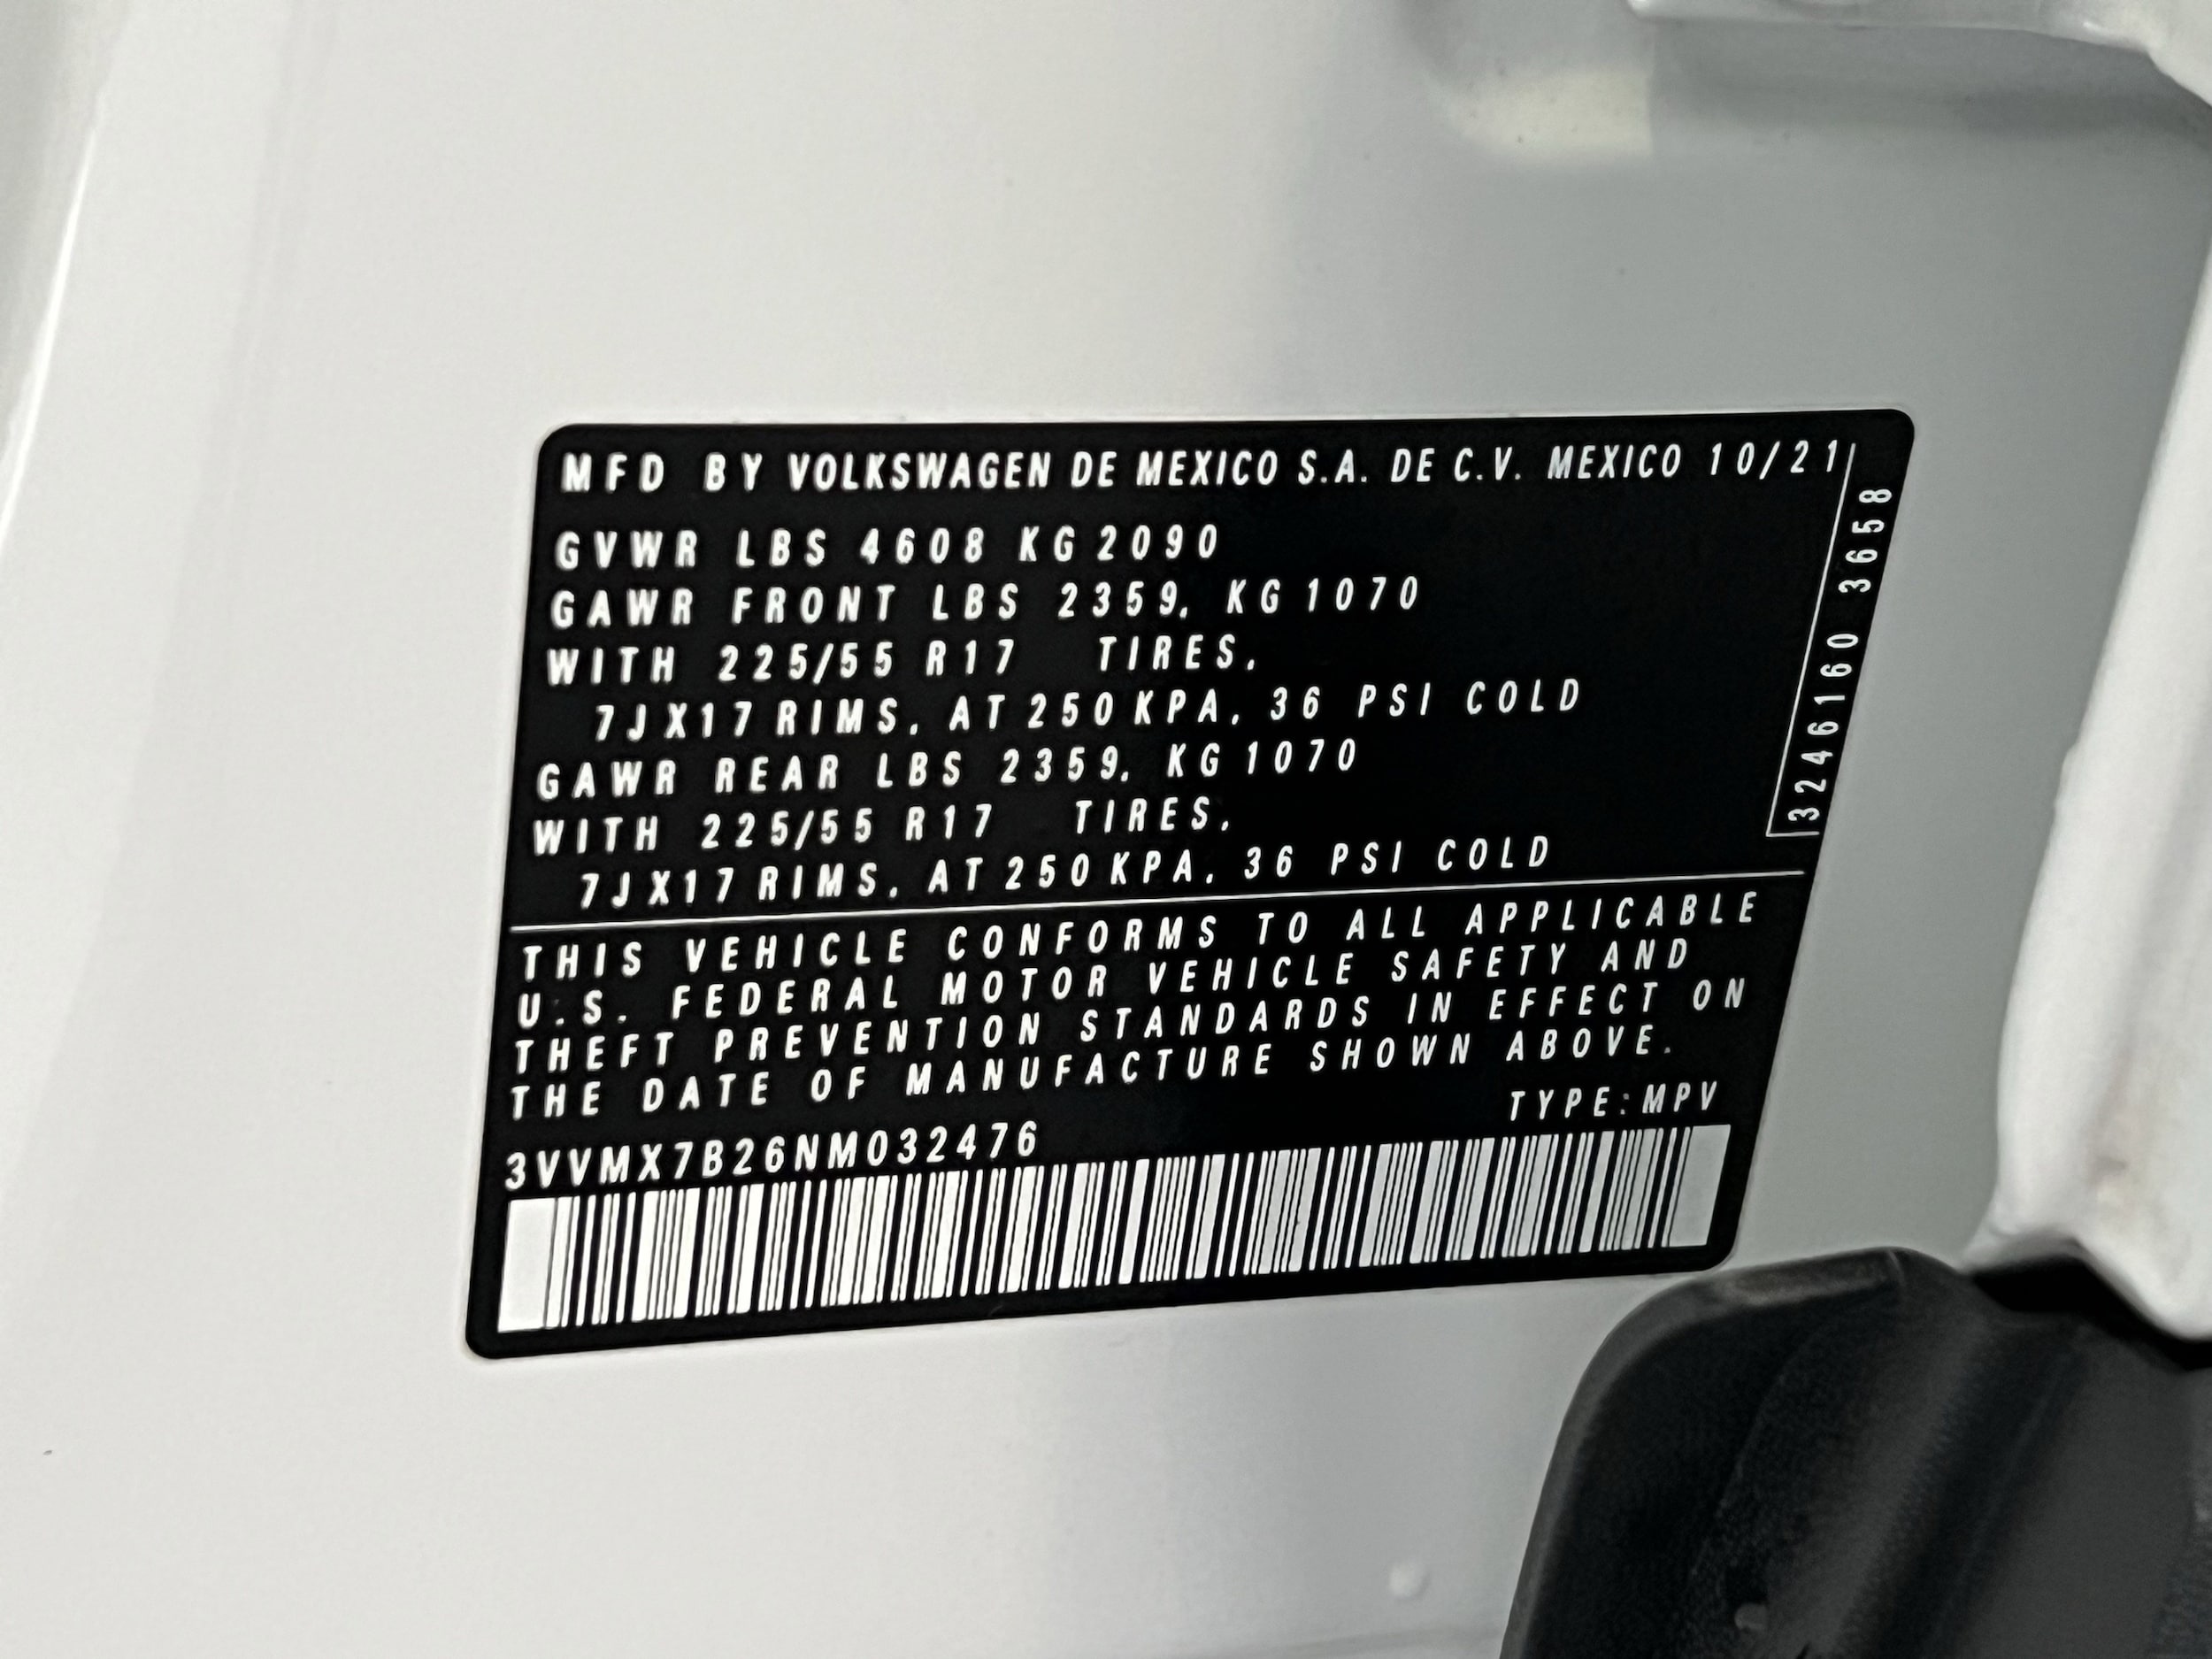 MFD BY VOLKSWAGEN DE MEXICO S.A. DE C.V. MEXICO 10/21
GVWR LBS 4608 KG 2090
GAWR FRONT LBS 2359, KG 1070
WITH 225/55 R17 TIRES,
7JX17 RIMS, AT 250 KPA, 36 PSI COLD
GAWR REAR LBS 2359, KG 1070
WITH 225/55 R17 TIRES,
7JX17 RIMS, AT 250 KPA, 36 PSI COLD
3246160 3658
THIS VEHICLE CONFORMS TO ALL APPLICABLE
U.S. FEDERAL MOTOR VEHICLE SAFETY AND
THEFT PREVENTION STANDARDS IN EFFECT ON
THE DATE OF MANUFACTURE SHOWN ABOVE.
TYPE: MPV
3VVMX7B26NM032476